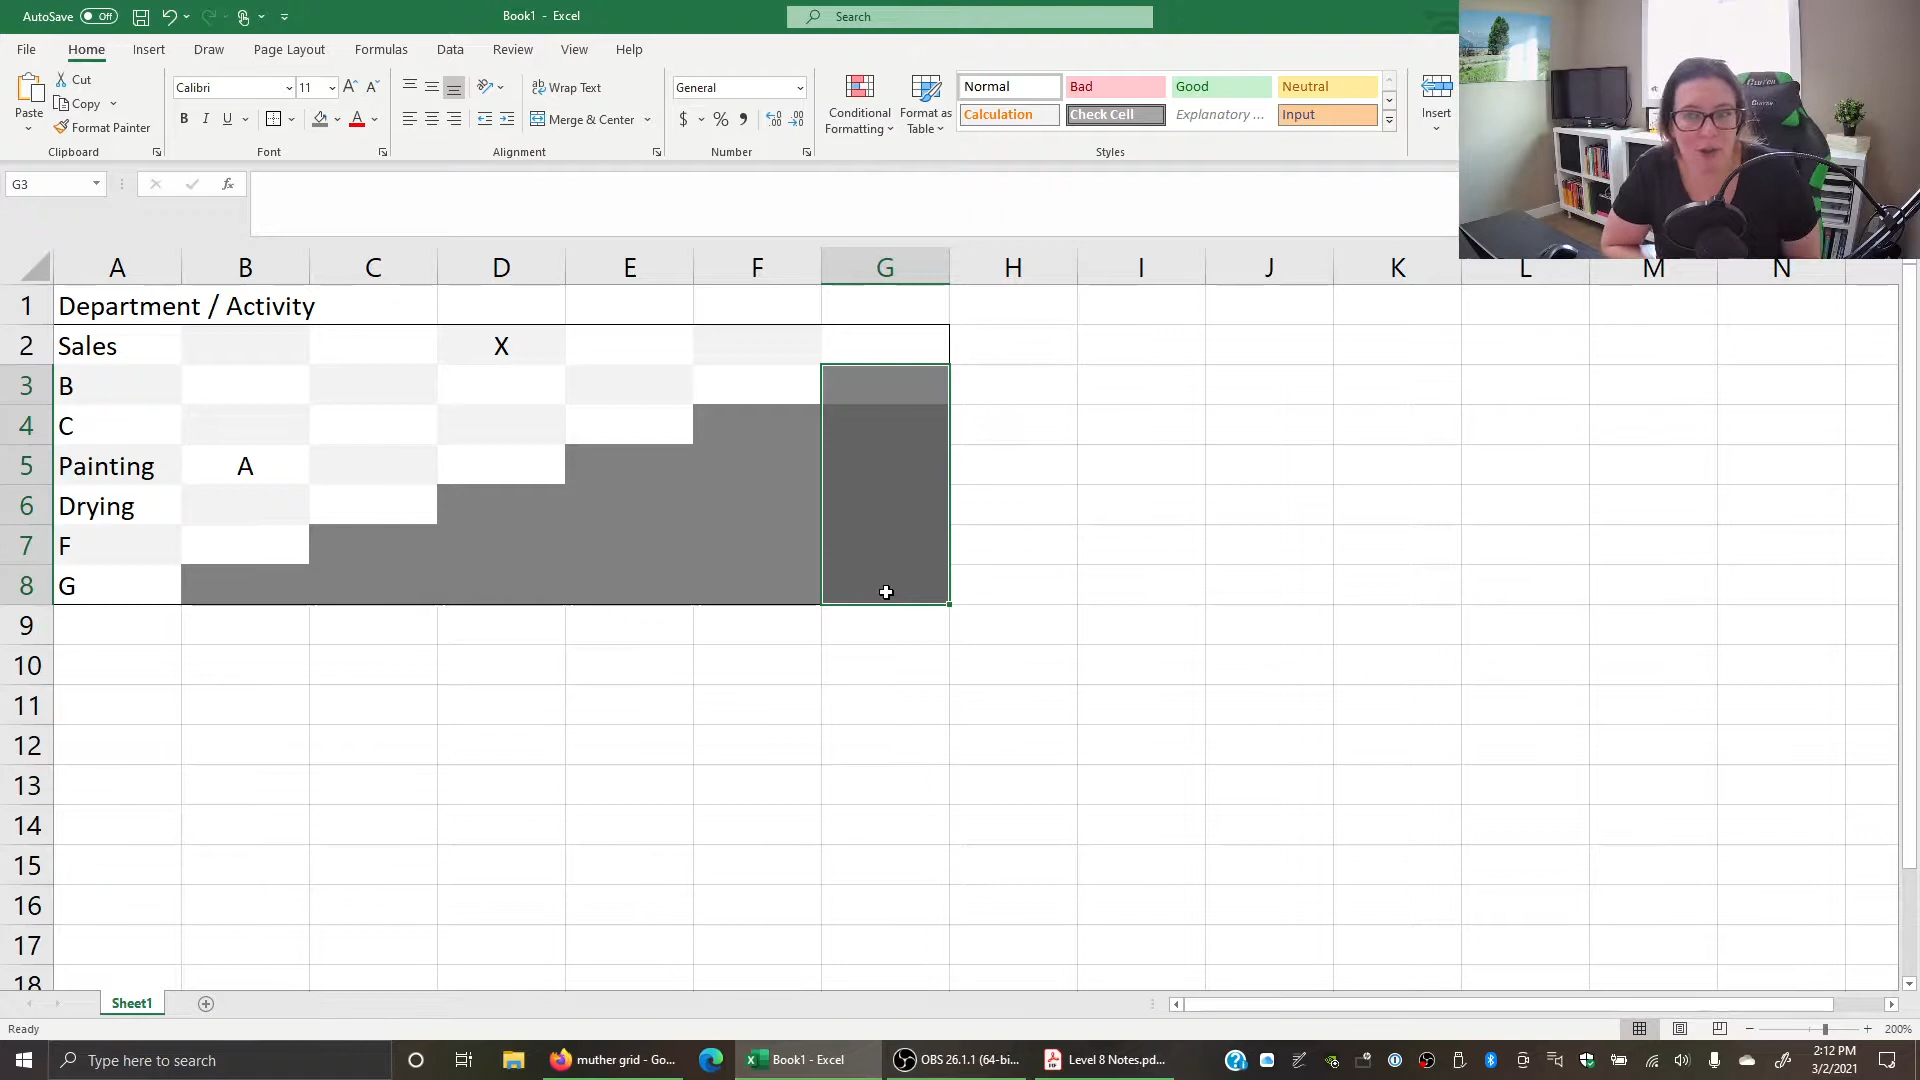 AutoSave Off
Book1 - Excel
Search
File Home Insert Draw Page Layout Formulas Data Review View Help
Paste
Cut
Copy
Format Painter
Clipboard
Calibri 11
B I U
Font
Wrap Text
Merge & Center
Alignment
General
$ % ,
Number
Conditional Formatting
Format as Table
Normal Bad Good Neutral
Calculation Check Cell Explanatory ... Input
Styles
Insert
G3
fx
A B C D E F G H I J K L M N
1 Department / Activity
2 Sales X
3 B
4 C
5 Painting A
6 Drying
7 F
8 G
9
10
11
12
13
14
15
16
17
18
Sheet1
Ready
200%
Type here to search
muther grid - Go...
Book1 - Excel
OBS 26.1.1 (64-bi...
Level 8 Notes.pd...
2:12 PM
3/2/2021